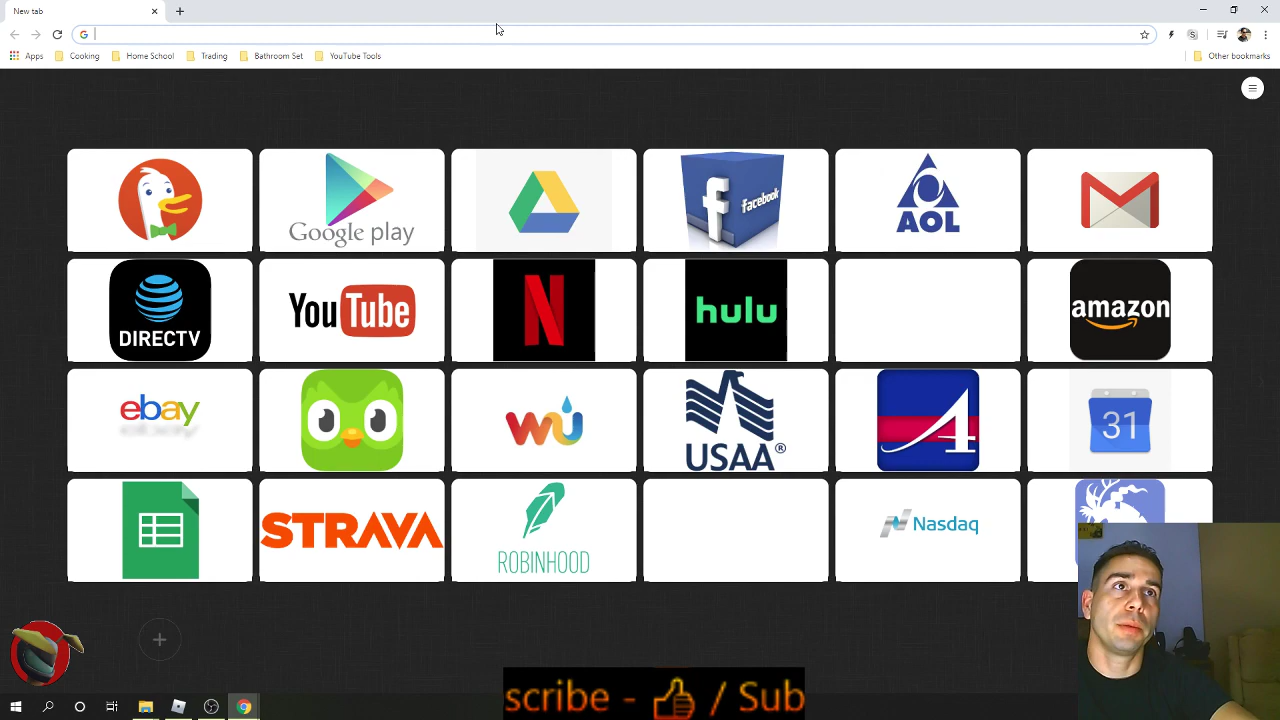 New tab
Apps Cooking Home School Trading Bathroom Set YouTube Tools Other bookmarks
Google play
facebook
AOL
DIRECTV
YouTube
N
hulu
amazon
ebay
wu
USAA®
A
31
STRAVA
ROBINHOOD
Nasdaq
scribe - / Sub